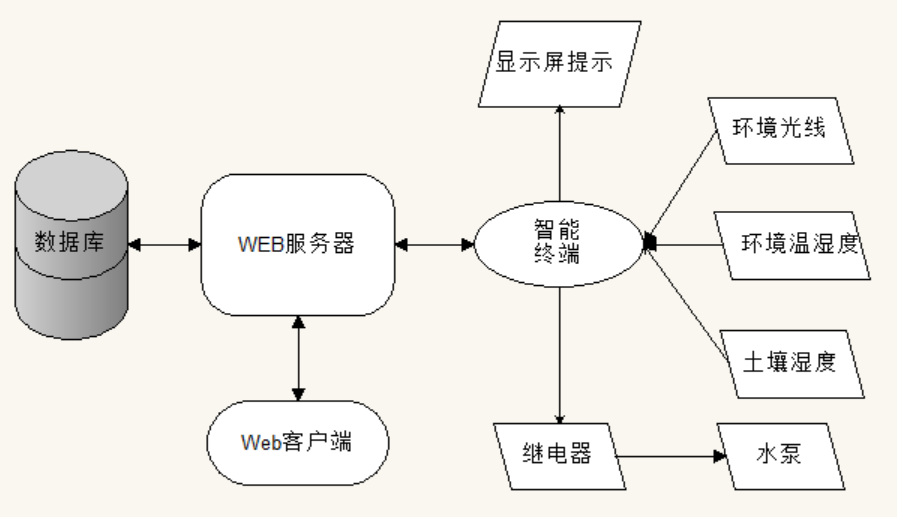 显示屏提示
环境光线
数据库
WEB服务器
智能
终端
环境温湿度
土壤湿度
Web客户端
继电器
水泵